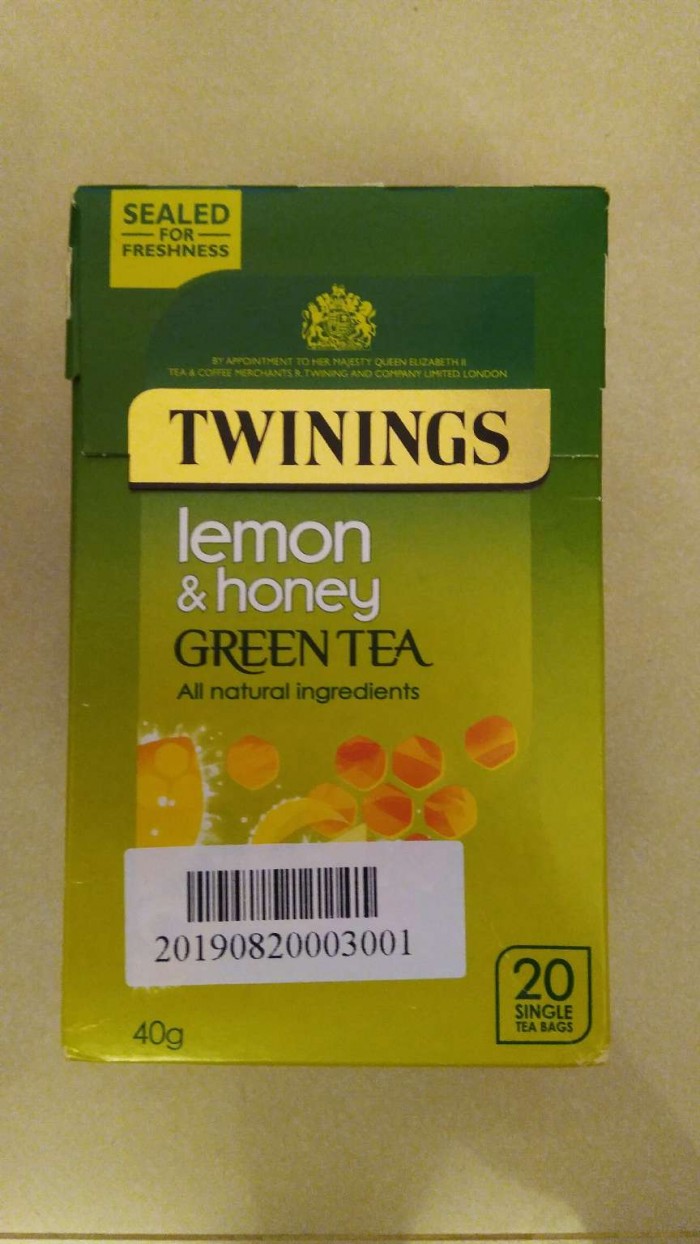 SEALED
FOR
FRESHNESS
BY APPOINTMENT TO HER MAJESTY QUEEN ELIZABETH II
TEA & COFFEE MERCHANTS R. TWINING AND COMPANY LIMITED LONDON
TWININGS
lemon
& honey
GREEN TEA
All natural ingredients
20190820003001
20
SINGLE
TEA BAGS
40g